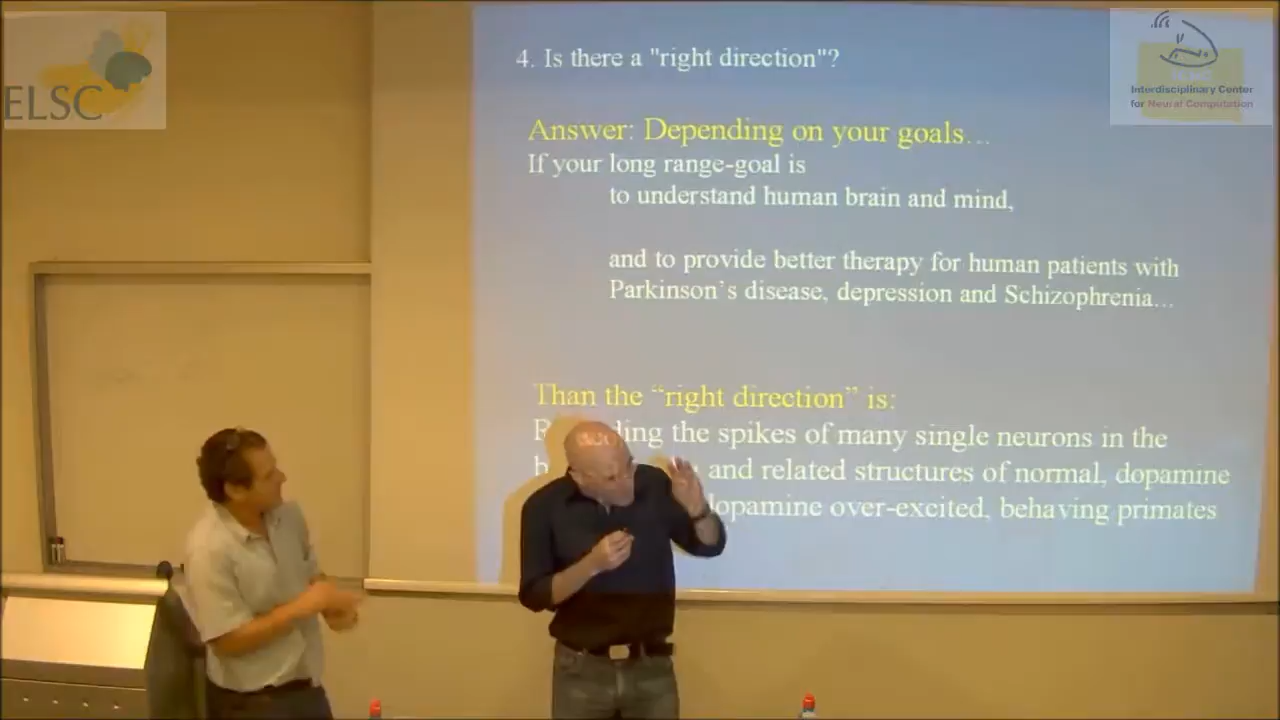 ELSC
Interdisciplinary Center
for Neural Computation
4. Is there a "right direction"?
Answer: Depending on your goals...
If your long range-goal is
to understand human brain and mind,
and to provide better therapy for human patients with
Parkinson's disease, depression and Schizophrenia...
Than the "right direction" is:
the spikes of many single neurons in the
and related structures of normal, dopamine
dopamine over-excited, behaving primates